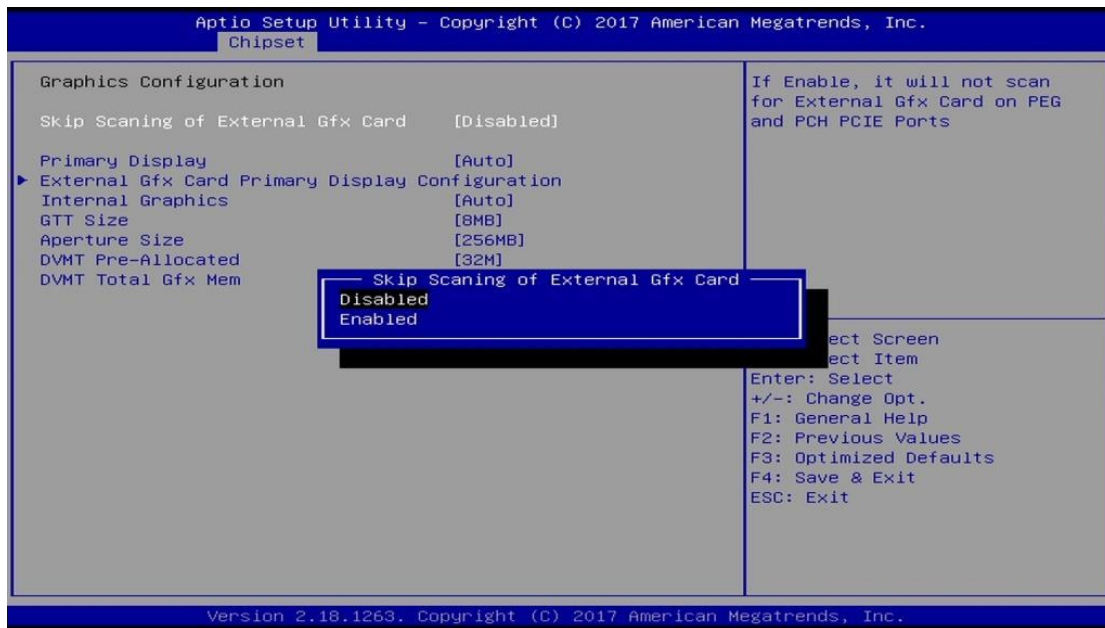 Aptio Setup Utility – Copyright (C) 2017 American Megatrends, Inc.
Chipset
Graphics Configuration
Skip Scaning of External Gfx Card [Disabled]
Primary Display [Auto]
External Gfx Card Primary Display Configuration
Internal Graphics [Auto]
GTT Size [8MB]
Aperture Size [256MB]
DVMT Pre-Allocated [32M]
DVMT Total Gfx Mem
Skip Scaning of External Gfx Card
Disabled
Enabled
If Enable, it will not scan
for External Gfx Card on PEG
and PCH PCIE Ports
ect Screen
ect Item
Enter: Select
+/-: Change Opt.
F1: General Help
F2: Previous Values
F3: Optimized Defaults
F4: Save & Exit
ESC: Exit
Version 2.18.1263. Copyright (C) 2017 American Megatrends, Inc.